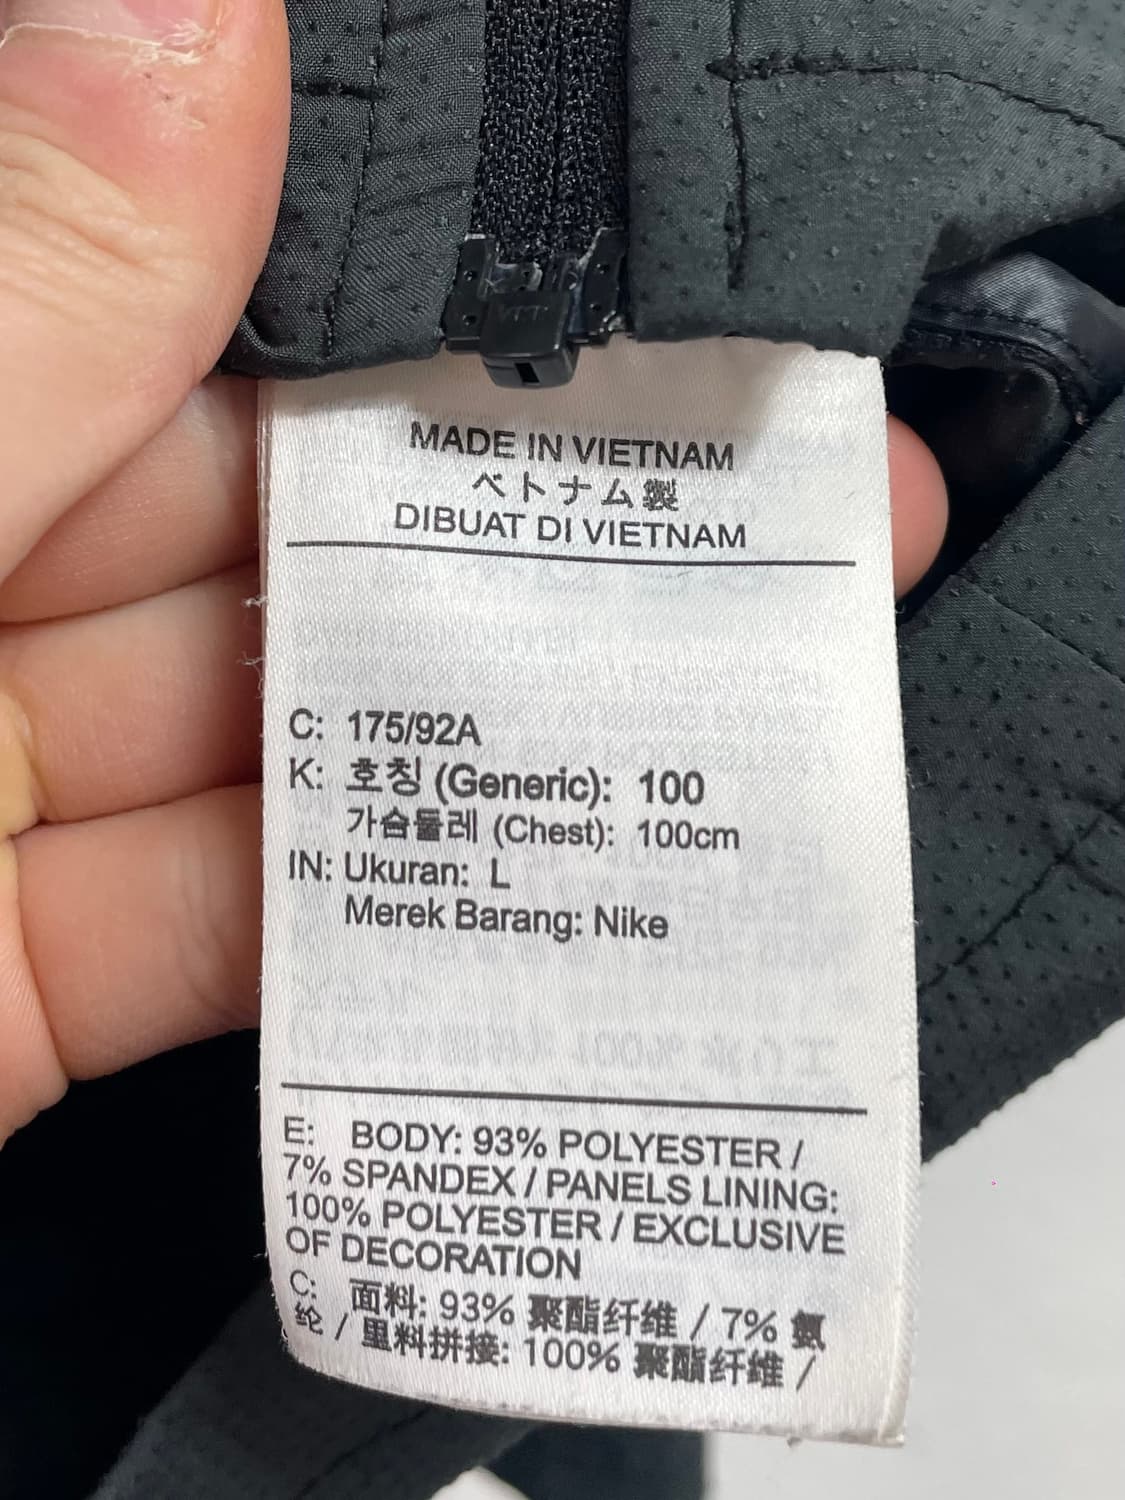 MADE IN VIETNAM
ベトナム製
DIBUAT DI VIETNAM
C: 175/92A
K: 호칭 (Generic): 100
가슴둘레 (Chest): 100cm
IN: Ukuran: L
Merek Barang: Nike
E: BODY: 93% POLYESTER /
7% SPANDEX / PANELS LINING:
100% POLYESTER / EXCLUSIVE
OF DECORATION
C: 面料: 93% 聚酯纤维 / 7% 氨
纶 / 里料拼接: 100% 聚酯纤维 /